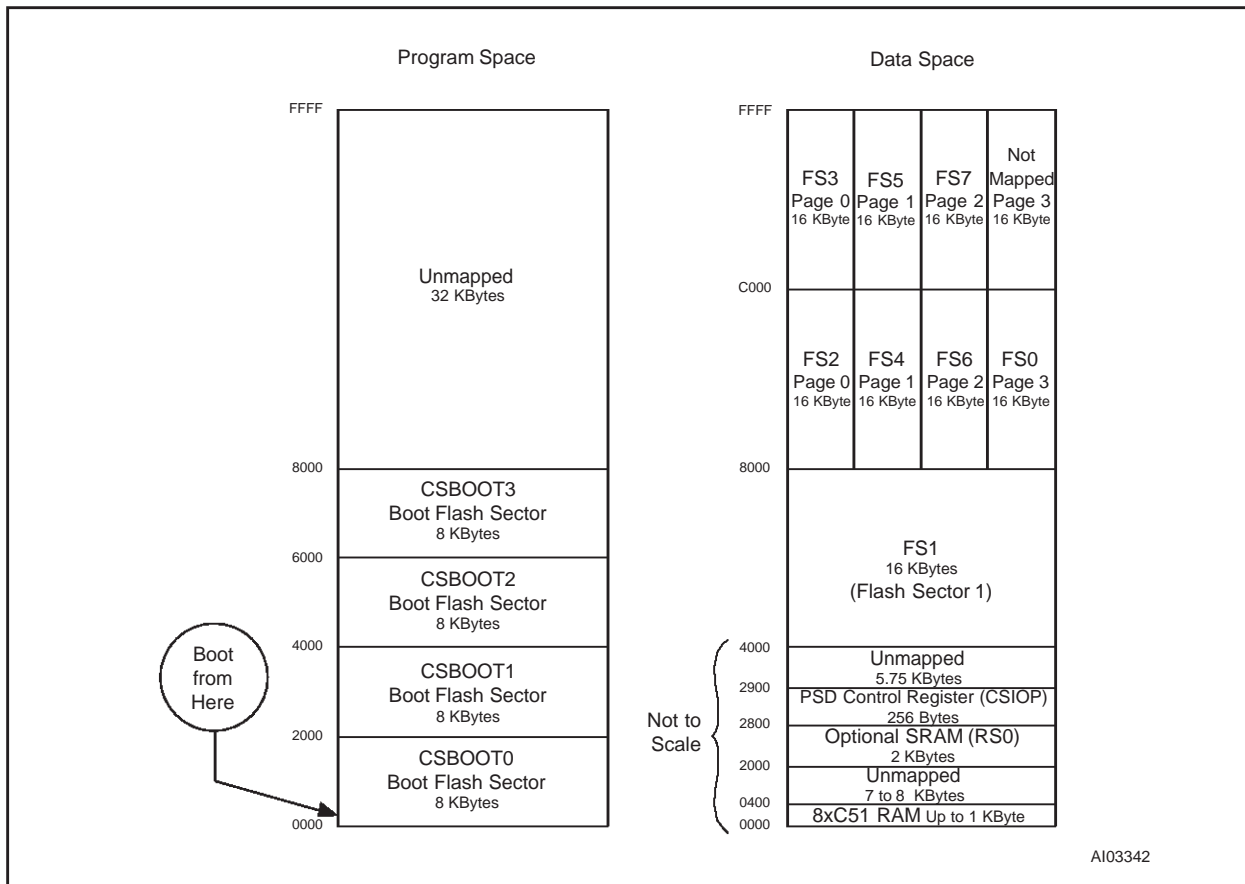 Program Space
FFFF
Unmapped
32 KBytes
8000
CSBOOT3
Boot Flash Sector
8 KBytes
6000
CSBOOT2
Boot Flash Sector
8 KBytes
4000
CSBOOT1
Boot Flash Sector
8 KBytes
2000
CSBOOT0
Boot Flash Sector
8 KBytes
0000
Boot
from
Here
Data Space
FFFF
FS3
Page 0
16 KByte
FS5
Page 1
16 KByte
FS7
Page 2
16 KByte
Not
Mapped
Page 3
16 KByte
C000
FS2
Page 0
16 KByte
FS4
Page 1
16 KByte
FS6
Page 2
16 KByte
FS0
Page 3
16 KByte
8000
FS1
16 KBytes
(Flash Sector 1)
4000
Unmapped
5.75 KBytes
2900
PSD Control Register (CSIOP)
256 Bytes
2800
Optional SRAM (RS0)
2 KBytes
2000
Unmapped
7 to 8 KBytes
0400
8xC51 RAM Up to 1 KByte
0000
Not to
Scale
AI03342